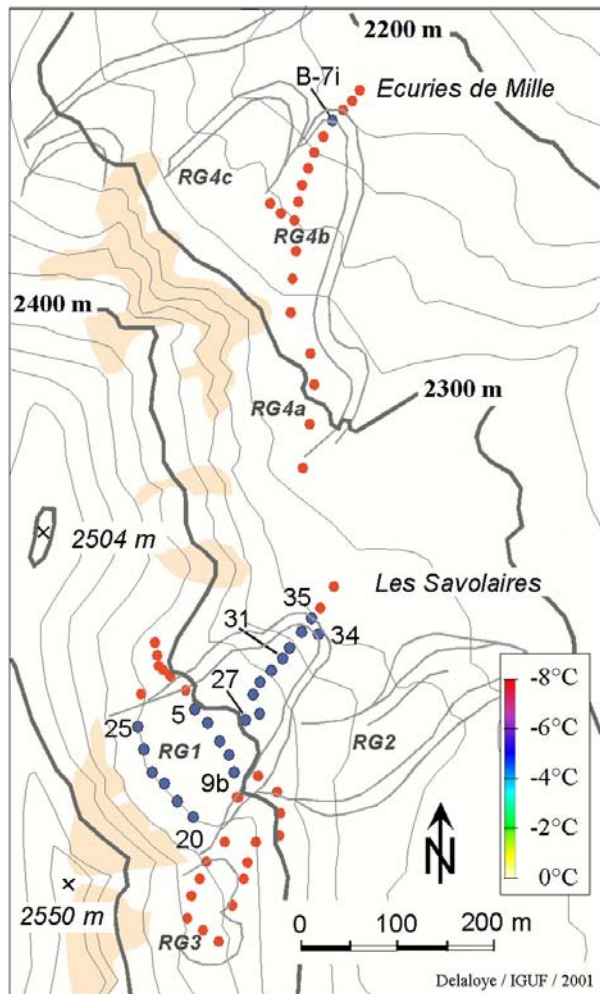 2200 m
B-7i
Ecuries de Mille
RG4c
RG4b
2400 m
2300 m
RG4a
2504 m
Les Savolaires
35
31
34
27
25
5
RG1
RG2
9b
20
-8°C
-6°C
-4°C
-2°C
0°C
N
2550 m
RG3
0 100 200 m
Delaloye / IGUF / 2001